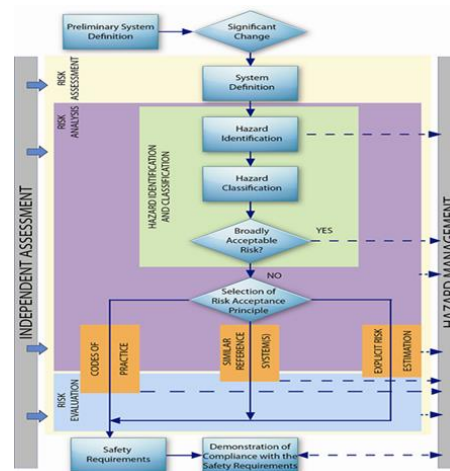 Preliminary System
Definition
Significant
Change
RISK
ASSESSMENT
System
Definition
RISK
ANALYSIS
HAZARD IDENTIFICATION
AND CLASSIFICATION
Hazard
Identification
Hazard
Classification
Broadly
Acceptable
Risk?
YES
NO
INDEPENDENT ASSESSMENT
HAZARD MANAGEMENT
Selection of
Risk Acceptance
Principle
CODES OF
PRACTICE
SIMILAR
REFERENCE
SYSTEM(S)
EXPLICIT RISK
ESTIMATION
RISK
EVALUATION
Safety
Requirements
Demonstration of
Compliance with the
Safety Requirements